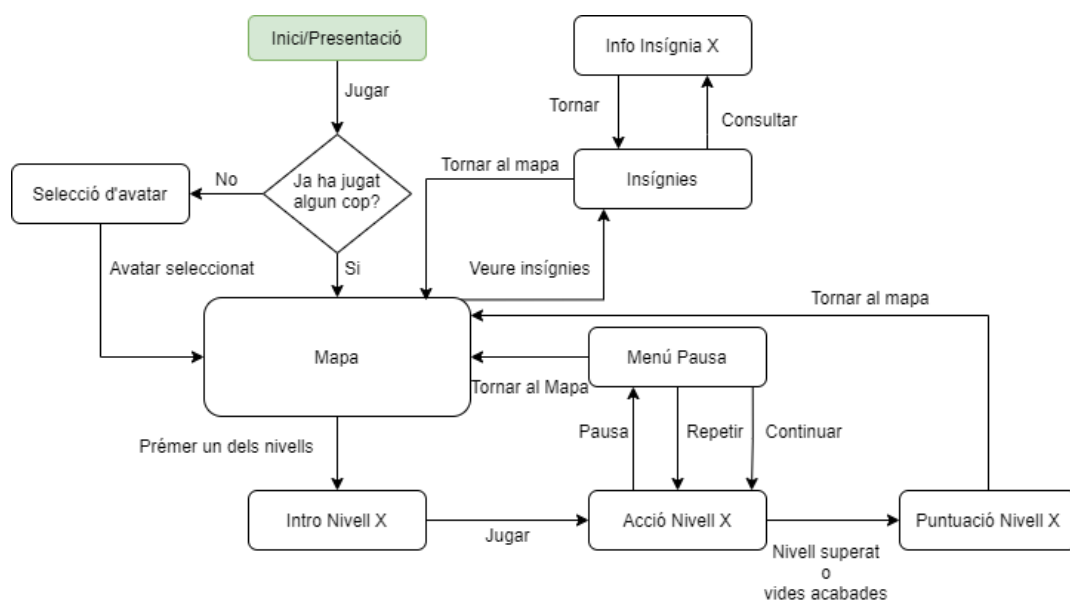 Inici/Presentació
Info Insígnia X
Jugar
Tornar
Consultar
Ja ha jugat
algun cop?
No
Selecció d'avatar
Tornar al mapa
Insígnies
Avatar seleccionat
Si
Veure insígnies
Tornar al mapa
Mapa
Menú Pausa
Tornar al Mapa
Prémer un dels nivells
Pausa
Repetir
Continuar
Intro Nivell X
Jugar
Acció Nivell X
Puntuació Nivell X
Nivell superat
o
vides acabades